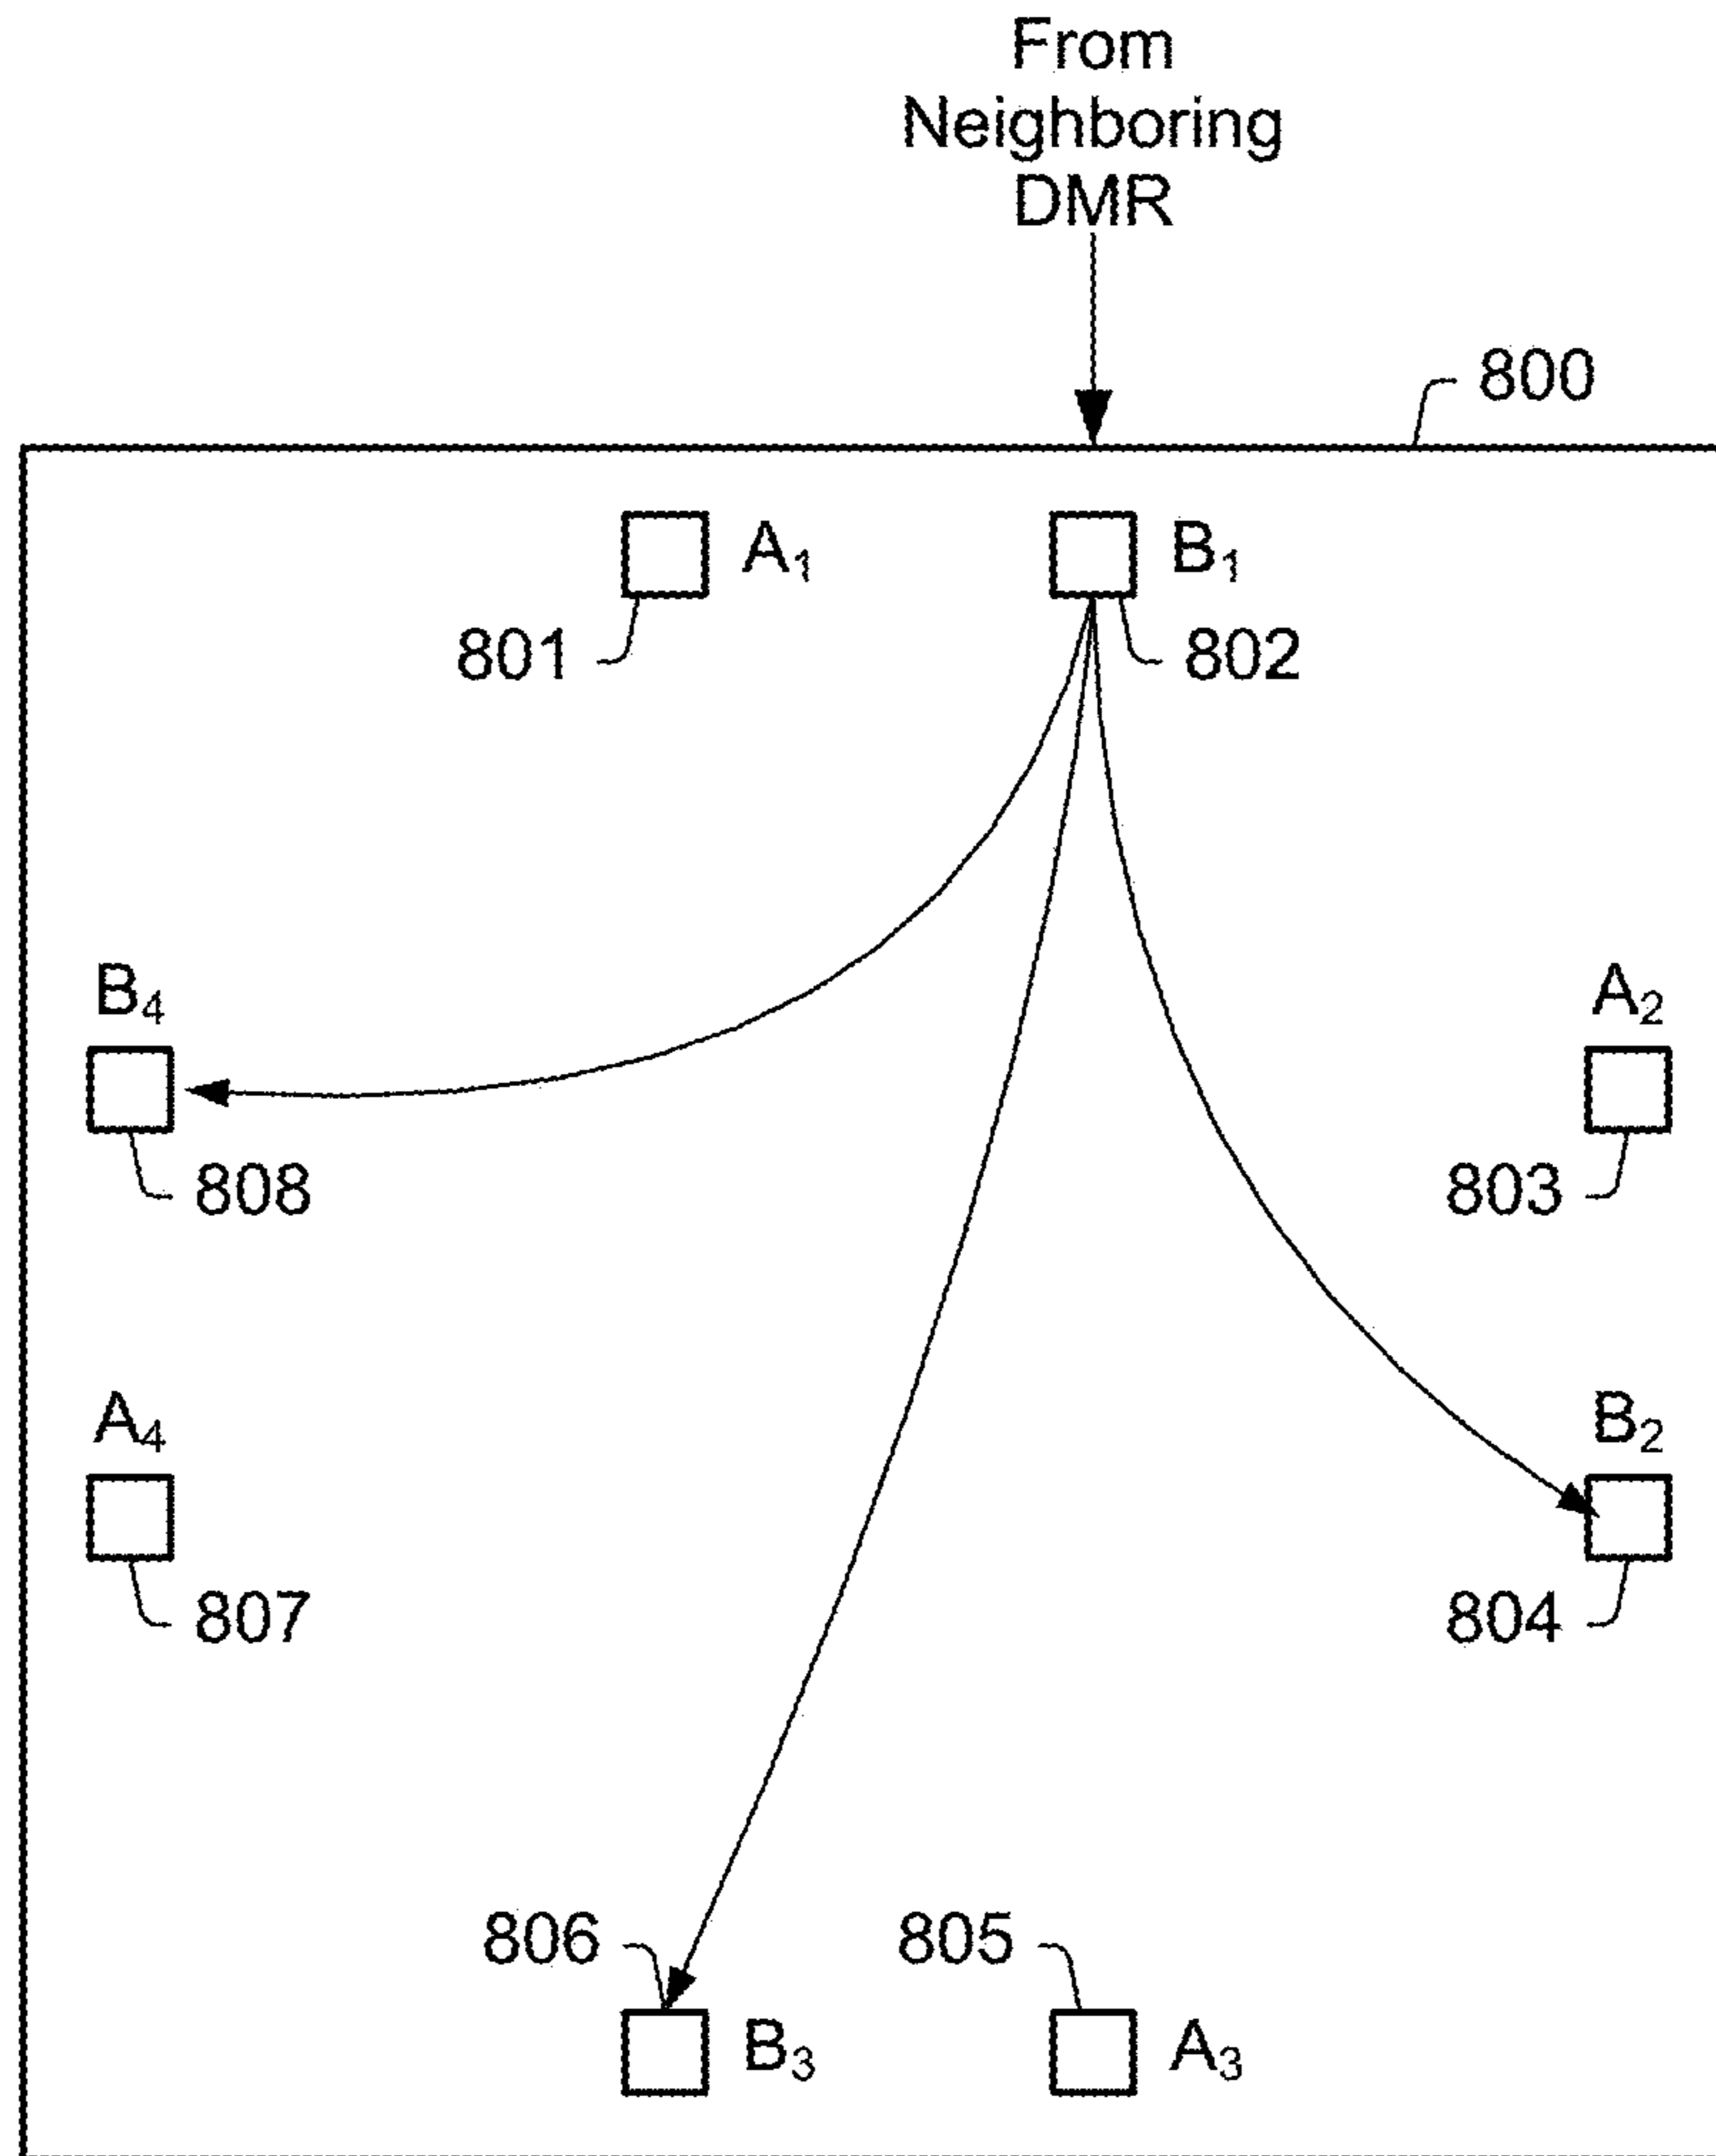 From
Neighboring
DMR
800
A₁
B₁
801
802
B₄
A₂
808
803
A₄
B₂
807
804
806
805
B₃
A₃